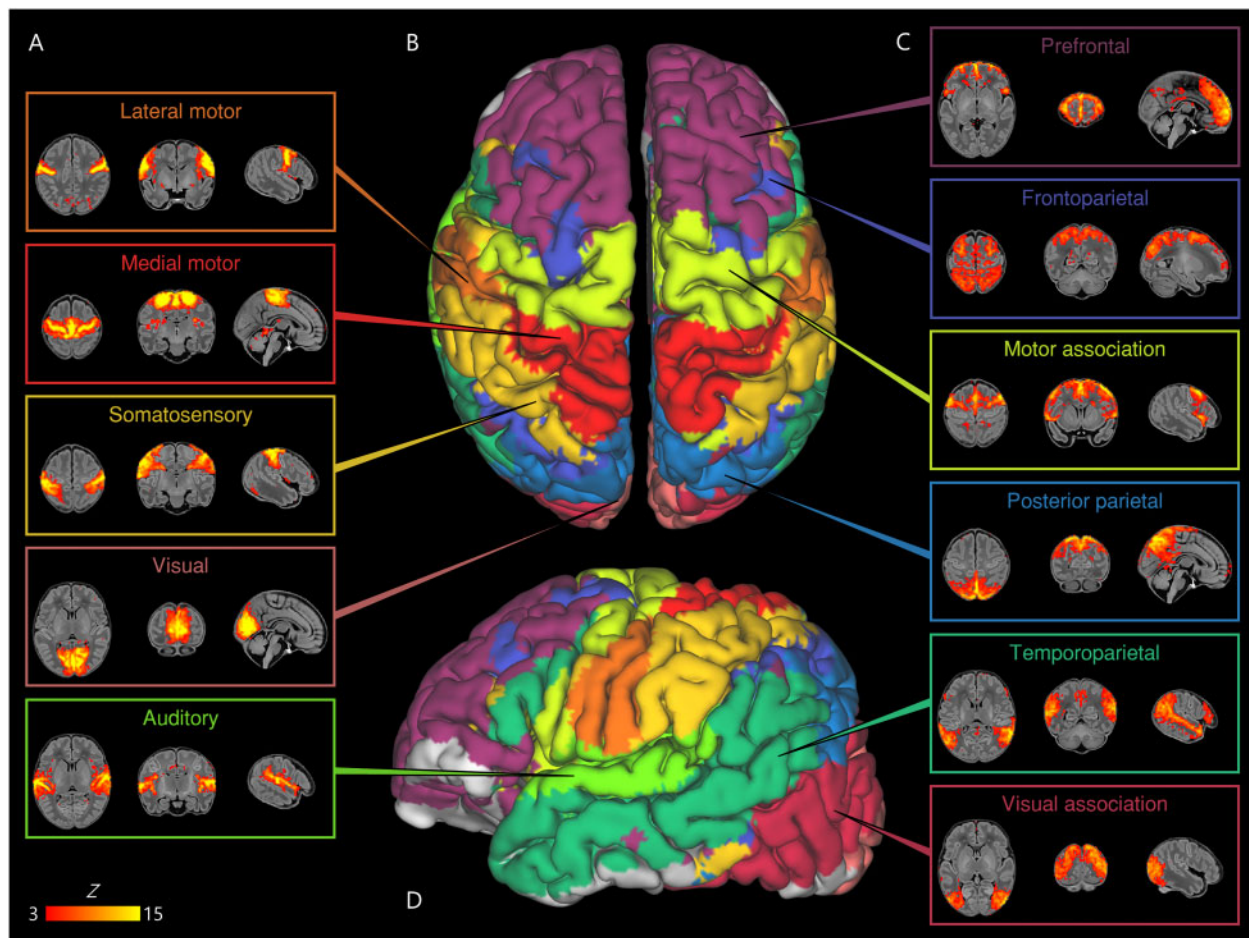 A
B
C
Lateral motor
Medial motor
Somatosensory
Visual
Auditory
Prefrontal
Frontoparietal
Motor association
Posterior parietal
Temporoparietal
Visual association
D
Z
3 15